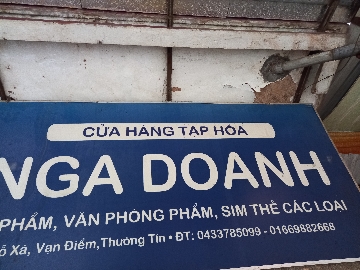 CỬA HÀNG TẠP HÓA
NGA DOANH
PHẨM, VĂN PHÒNG PHẨM, SIM THẺ CÁC LOẠI
Xá, Vạn Điểm, Thường Tín • ĐT: 0433785099 - 01669882668